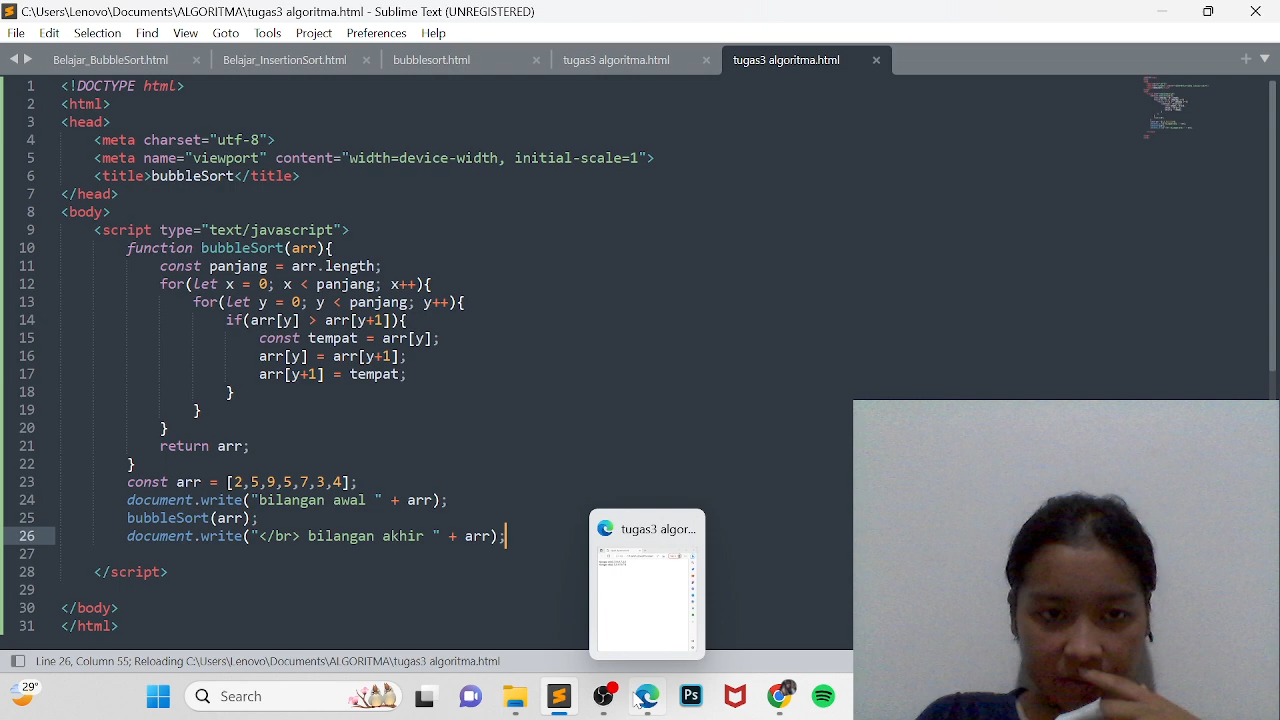 C:\Users\Lenovo\Documents\ALGORITMA\tugas3 algoritma.html - Sublime Text (UNREGISTERED)
File Edit Selection Find View Goto Tools Project Preferences Help
Belajar_BubbleSort.html Belajar_InsertionSort.html bubblesort.html tugas3 algoritma.html tugas3 algoritma.html
1 <!DOCTYPE html>
2 <html>
3 <head>
4 <meta charset="utf-8">
5 <meta name="viewport" content="width=device-width, initial-scale=1">
6 <title>bubbleSort</title>
7 </head>
8 <body>
9 <script type="text/javascript">
10 function bubbleSort(arr){
11 const panjang = arr.length;
12 for(let x = 0; x < panjang; x++){
13 for(let y = 0; y < panjang; y++){
14 if(arr[y] > arr[y+1]){
15 const tempat = arr[y];
16 arr[y] = arr[y+1];
17 arr[y+1] = tempat;
18 }
19 }
20 }
21 return arr;
22 }
23 const arr = [2,5,9,5,7,3,4];
24 document.write("bilangan awal " + arr);
25 bubbleSort(arr);
26 document.write("</br> bilangan akhir " + arr);
27
28 </script>
29
30 </body>
31 </html>
tugas3 algor...
Line 26, Column 55; Reloading C:\Users\Lenovo\Documents\ALGORITMA\tugas3 algoritma.html
29°
Search
Ps